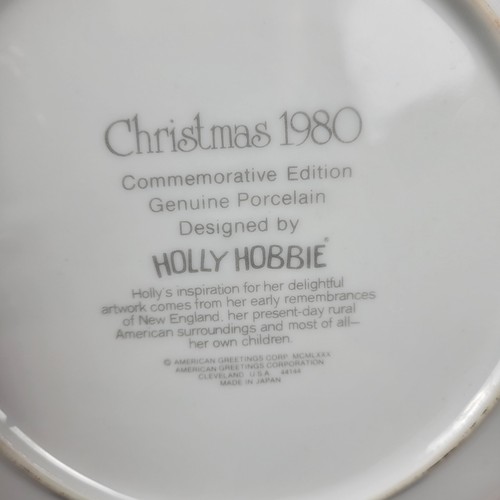 Christmas 1980
Commemorative Edition
Genuine Porcelain
Designed by
HOLLY HOBBIE®
Holly's inspiration for her delightful
artwork comes from her early remembrances
of New England, her present-day rural
American surroundings and most of all—
her own children.
© AMERICAN GREETINGS CORP. MCMLXXX
AMERICAN GREETINGS CORPORATION
CLEVELAND U.S.A. 44144
MADE IN JAPAN